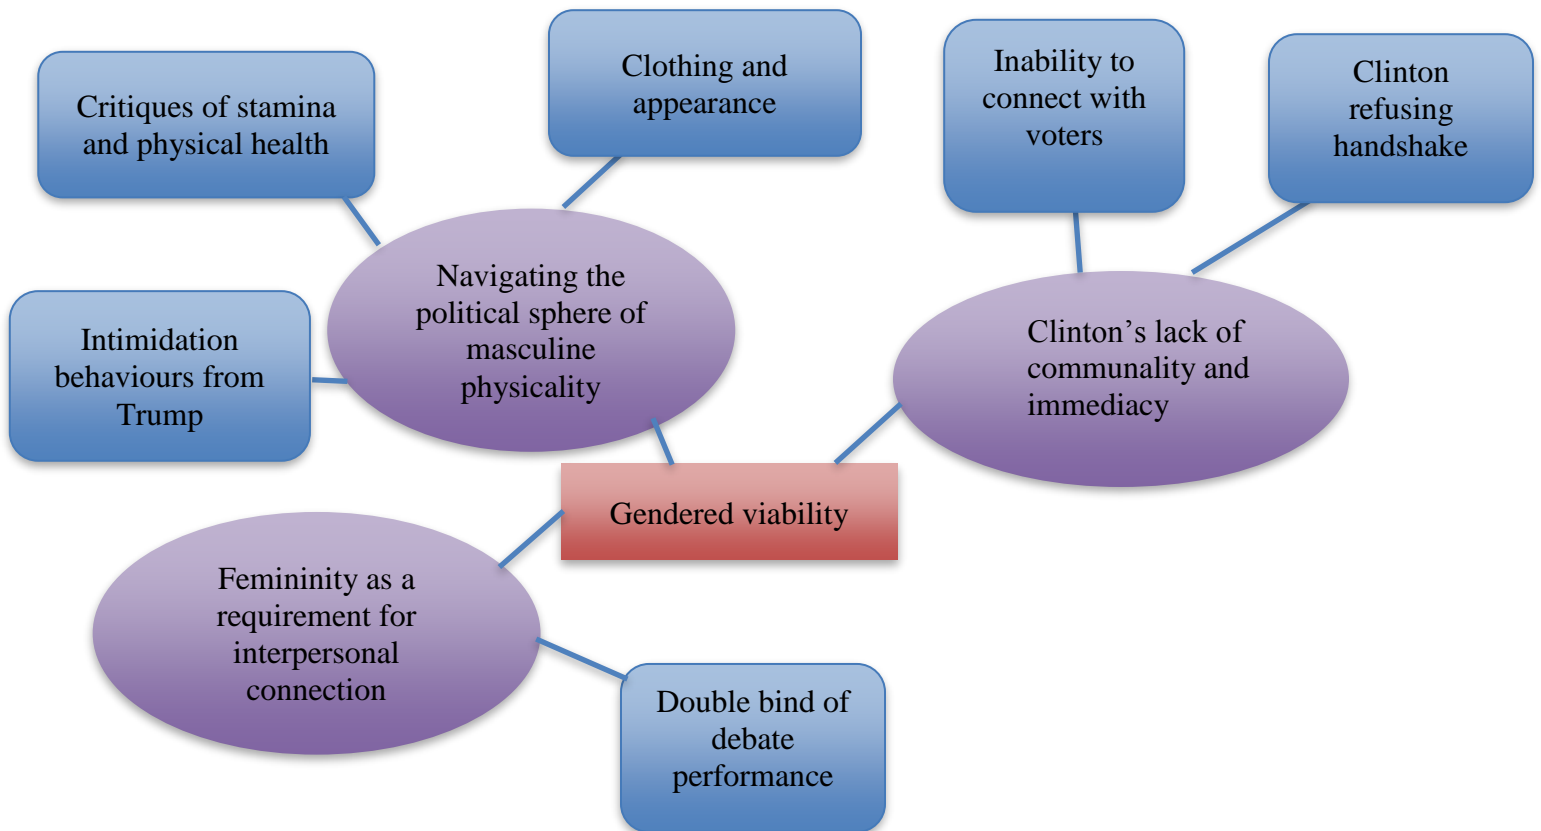 Critiques of stamina
and physical health
Clothing and
appearance
Inability to
connect with
voters
Clinton
refusing
handshake
Navigating the
political sphere of
masculine
physicality
Intimidation
behaviours from
Trump
Clinton’s lack of
communality and
immediacy
Gendered viability
Femininity as a
requirement for
interpersonal
connection
Double bind of
debate
performance